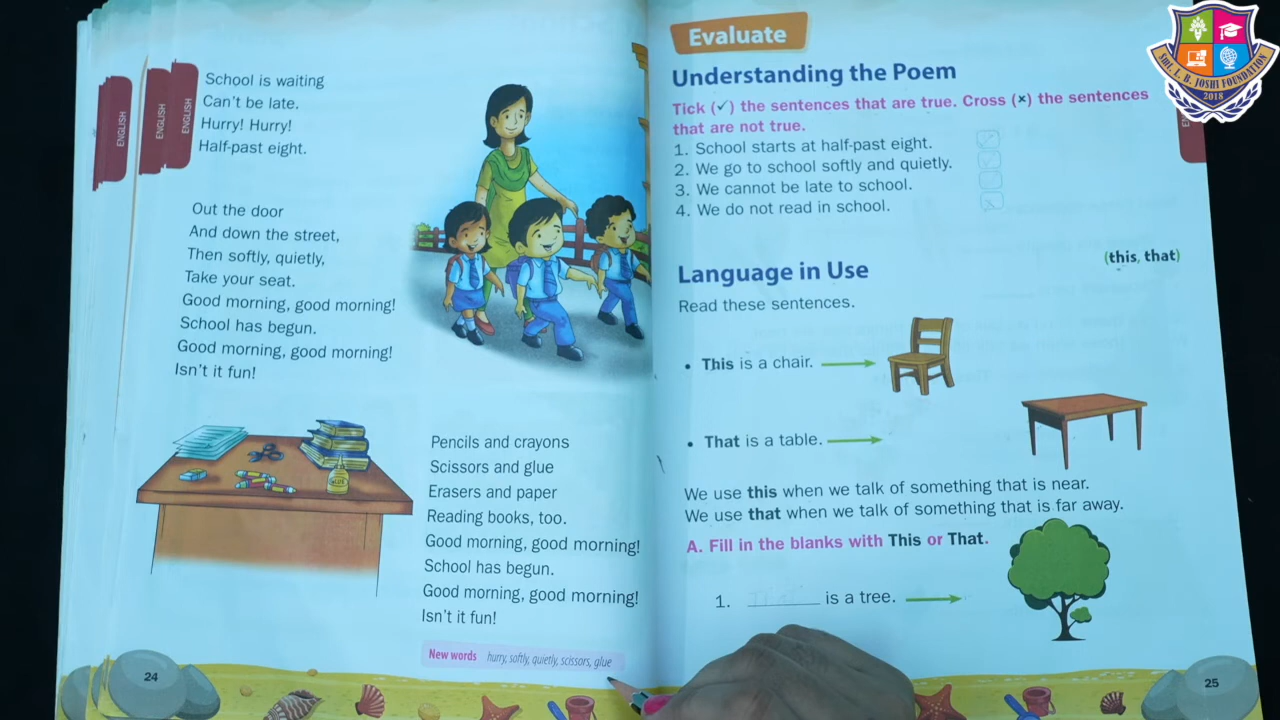 ENGLISH
ENGLISH
ENGLISH
School is waiting
Can't be late.
Hurry! Hurry!
Half-past eight.
Out the door
And down the street,
Then softly, quietly,
Take your seat.
Good morning, good morning!
School has begun.
Good morning, good morning!
Isn't it fun!
GLUE
Pencils and crayons
Scissors and glue
Erasers and paper
Reading books, too.
Good morning, good morning!
School has begun.
Good morning, good morning!
Isn't it fun!
New words hurry, softly, quietly, scissors, glue
24
Evaluate
Understanding the Poem
Tick (✓) the sentences that are true. Cross (×) the sentences
that are not true.
1. School starts at half-past eight.
2. We go to school softly and quietly.
3. We cannot be late to school.
4. We do not read in school.
Language in Use
(this, that)
Read these sentences.
• This is a chair.
• That is a table.
We use this when we talk of something that is near.
We use that when we talk of something that is far away.
A. Fill in the blanks with This or That.
1. ______ is a tree.
25
SMT. L. B. JOSHI FOUNDATION
2018